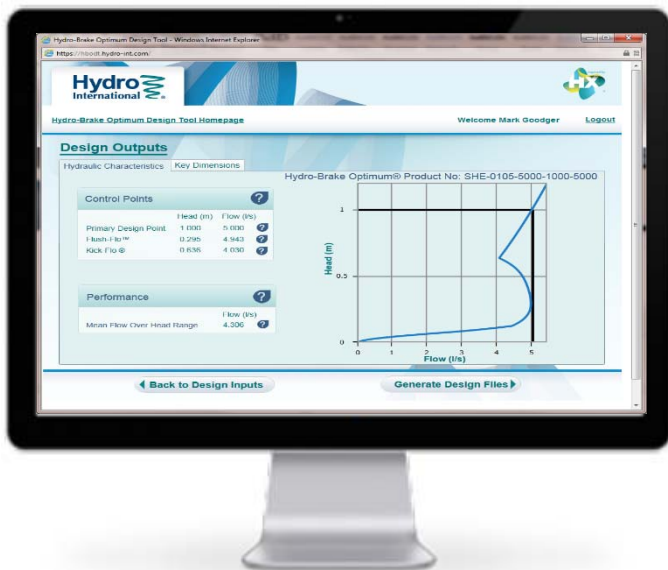 Hydro-Brake Optimum Design Tool - Windows Internet Explorer
https://hbodt.hydro-int.com/
Hydro
International
Hydro-Brake Optimum Design Tool Homepage
Welcome Mark Goodger
Logout
Design Outputs
Hydraulic Characteristics
Key Dimensions
Hydro-Brake Optimum® Product No: SHE-0105-5000-1000-5000
Control Points
?
Head (m) Flow (l/s)
Primary Design Point 1.000 5.000 ?
Flush-Flo™ 0.295 4.943 ?
Kick-Flo® 0.636 4.030 ?
Performance
?
Flow (l/s)
Mean Flow Over Head Range 4.306 ?
Head (m)
1
0.5
0
0 1 2 3 4 5
Flow (l/s)
Back to Design Inputs
Generate Design Files